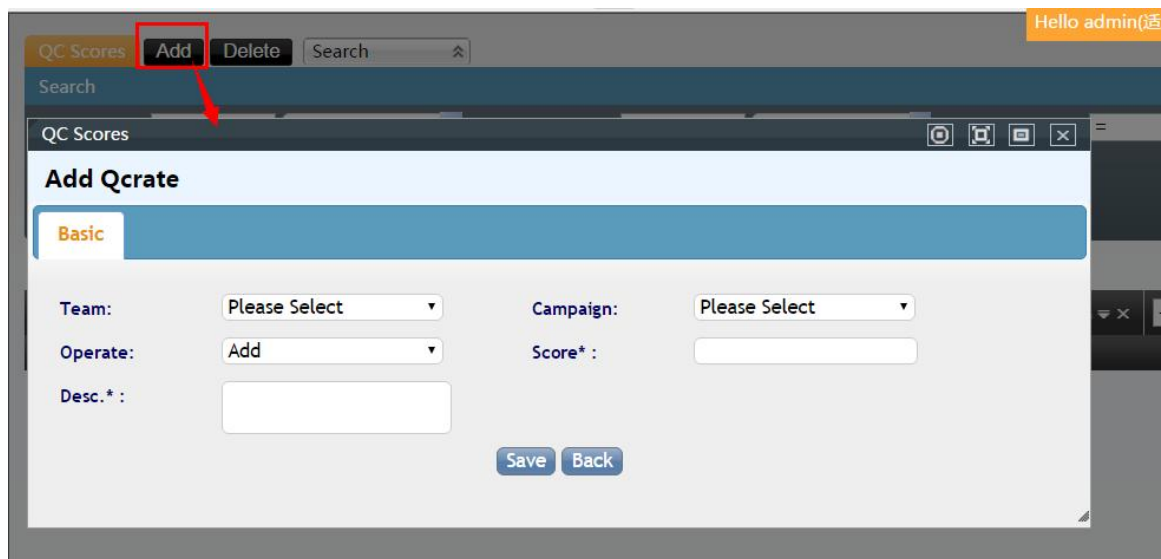 Hello admin(适
QC Scores Add Delete Search
Search
QC Scores
=
Add Qcrate
Basic
Team: Please Select Campaign: Please Select
Operate: Add Score* :
Desc.* :
Save Back